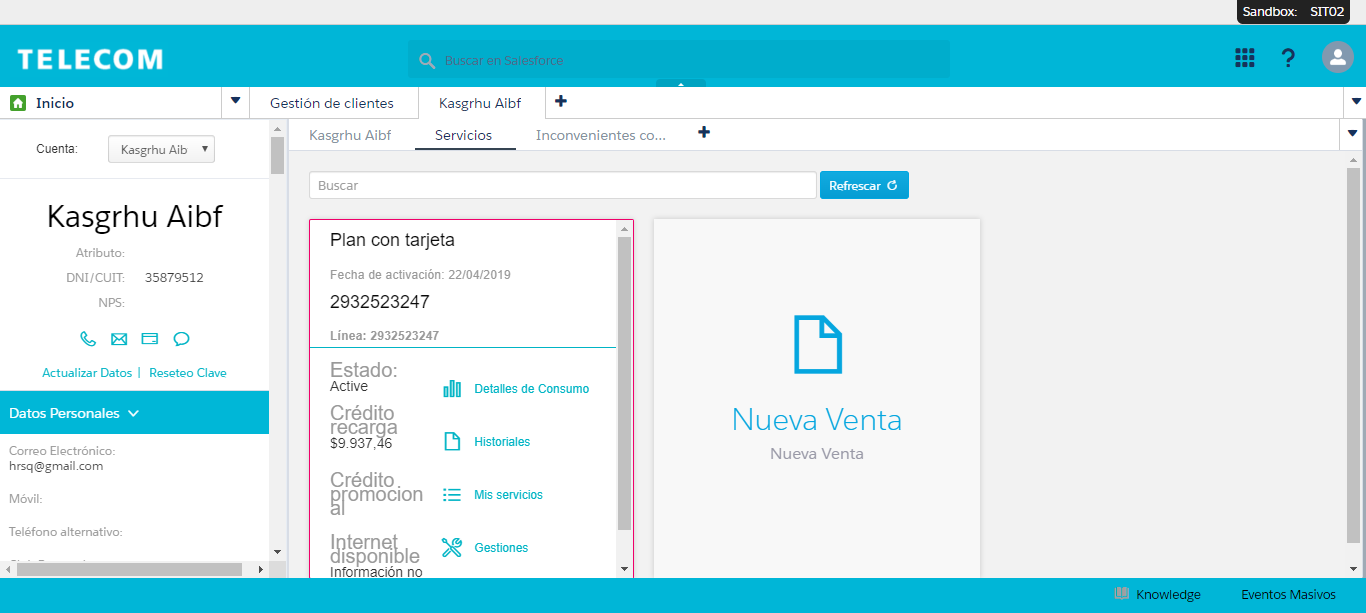 Sandbox: SIT02
TELECOM
Buscar en Salesforce
?
Inicio
Gestión de clientes
Kasgrhu Aibf
Cuenta:
Kasgrhu Aib
Kasgrhu Aibf
Servicios
Inconvenientes co...
Kasgrhu Aibf
Atributo:
DNI/CUIT: 35879512
NPS:
Actualizar Datos | Reseteo Clave
Datos Personales
Correo Electrónico:
hrsq@gmail.com
Móvil:
Teléfono alternativo:
Buscar
Refrescar
Plan con tarjeta
Fecha de activación: 22/04/2019
2932523247
Línea: 2932523247
Estado:
Active
Crédito
recarga
$9.937,46
Crédito
promocion
al
Internet
disponible
Información no
Detalles de Consumo
Historiales
Mis servicios
Gestiones
Nueva Venta
Nueva Venta
Knowledge
Eventos Masivos